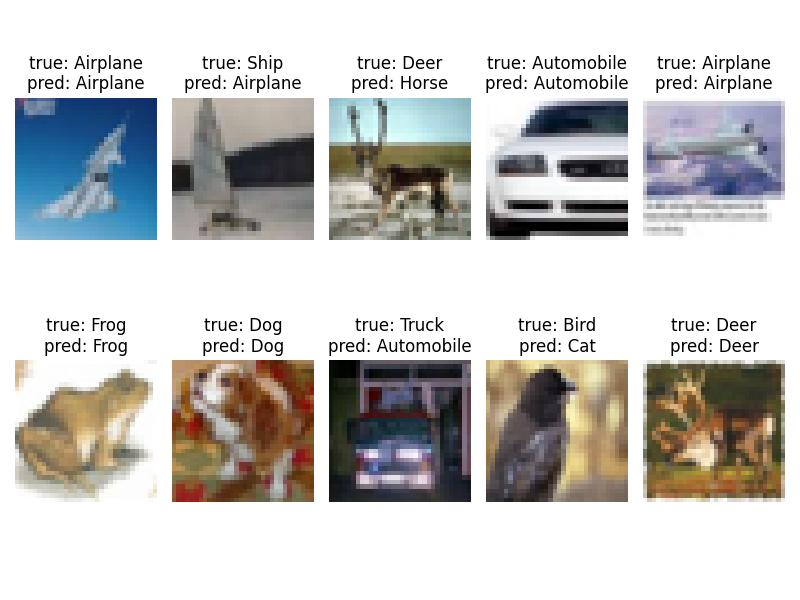 true: Airplane
pred: Airplane
true: Ship
pred: Airplane
true: Deer
pred: Horse
true: Automobile
pred: Automobile
true: Airplane
pred: Airplane
true: Frog
pred: Frog
true: Dog
pred: Dog
true: Truck
pred: Automobile
true: Bird
pred: Cat
true: Deer
pred: Deer